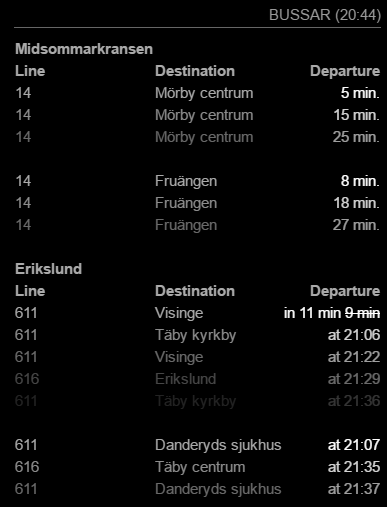 BUSSAR (20:44)
Midsommarkransen
Line Destination Departure
14 Mörby centrum 5 min.
14 Mörby centrum 15 min.
14 Mörby centrum 25 min.
14 Fruängen 8 min.
14 Fruängen 18 min.
14 Fruängen 27 min.
Erikslund
Line Destination Departure
611 Visinge in 11 min 9 min
611 Täby kyrkby at 21:06
611 Visinge at 21:22
616 Erikslund at 21:29
611 Täby kyrkby at 21:36
611 Danderyds sjukhus at 21:07
616 Täby centrum at 21:35
611 Danderyds sjukhus at 21:37